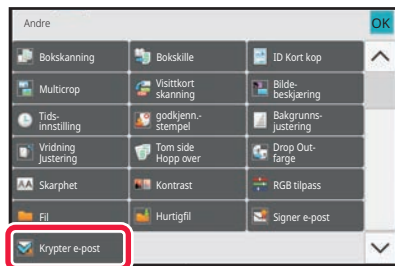 Andre
OK
Bokskanning
Bokskille
ID Kort kop
Multicrop
Visittkort
skanning
Bilde-
beskjæring
Tids-
innstilling
godkjenn.-
stempel
Bakgrunns-
justering
Vridning
Justering
Tom side
Hopp over
Drop Out-
farge
Skarphet
Kontrast
RGB tilpass
Fil
Hurtigfil
Signer e-post
Krypter e-post